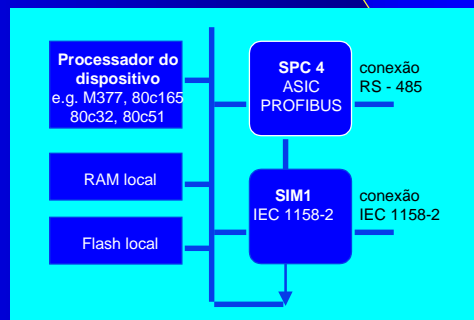 Processador do
dispositivo
e.g. M377, 80c165
80c32, 80c51
RAM local
Flash local
SPC 4
ASIC
PROFIBUS
conexão
RS - 485
SIM1
IEC 1158-2
conexão
IEC 1158-2